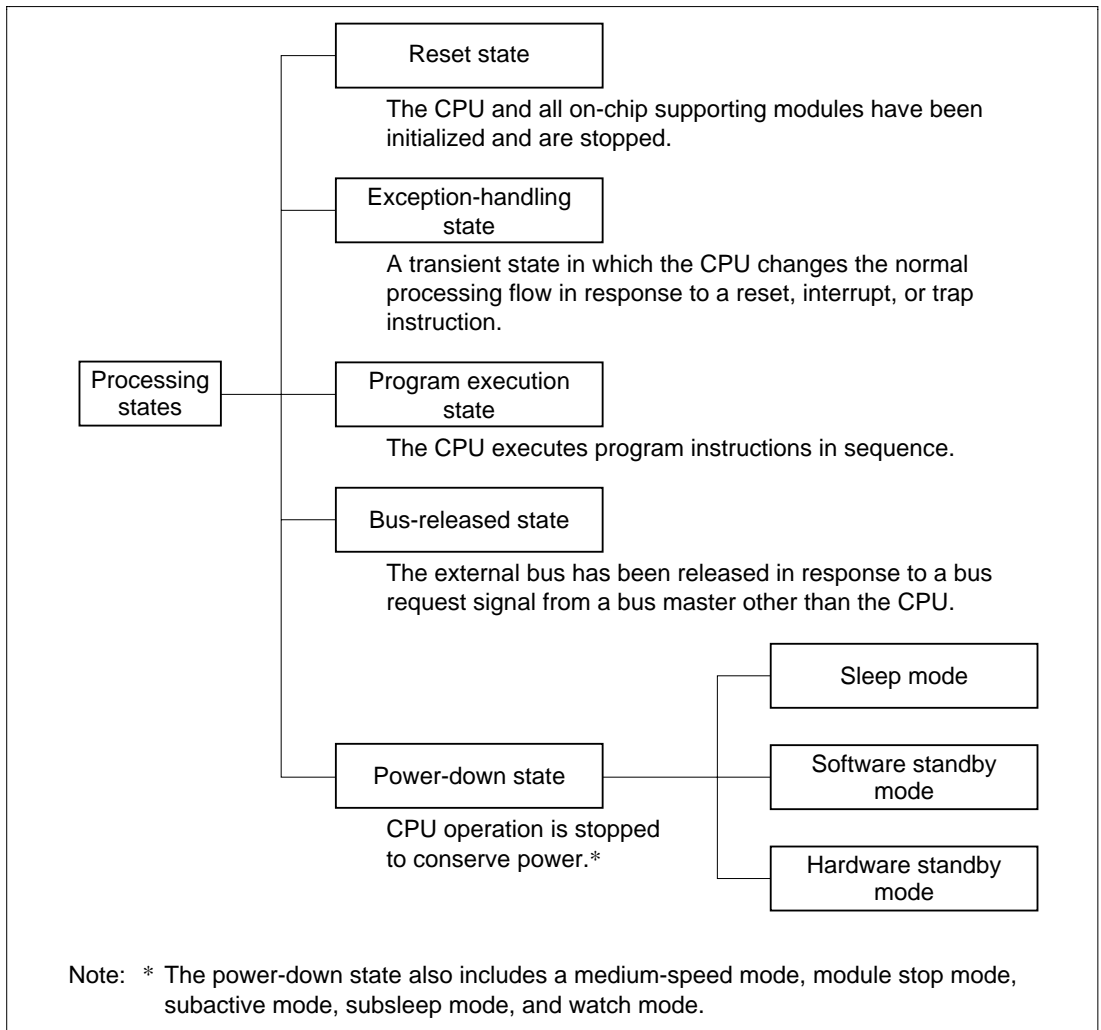 Reset state
The CPU and all on-chip supporting modules have been
initialized and are stopped.
Exception-handling
state
A transient state in which the CPU changes the normal
processing flow in response to a reset, interrupt, or trap
instruction.
Processing
states
Program execution
state
The CPU executes program instructions in sequence.
Bus-released state
The external bus has been released in response to a bus
request signal from a bus master other than the CPU.
Sleep mode
Power-down state
Software standby
mode
CPU operation is stopped
to conserve power.*
Hardware standby
mode
Note: * The power-down state also includes a medium-speed mode, module stop mode,
subactive mode, subsleep mode, and watch mode.